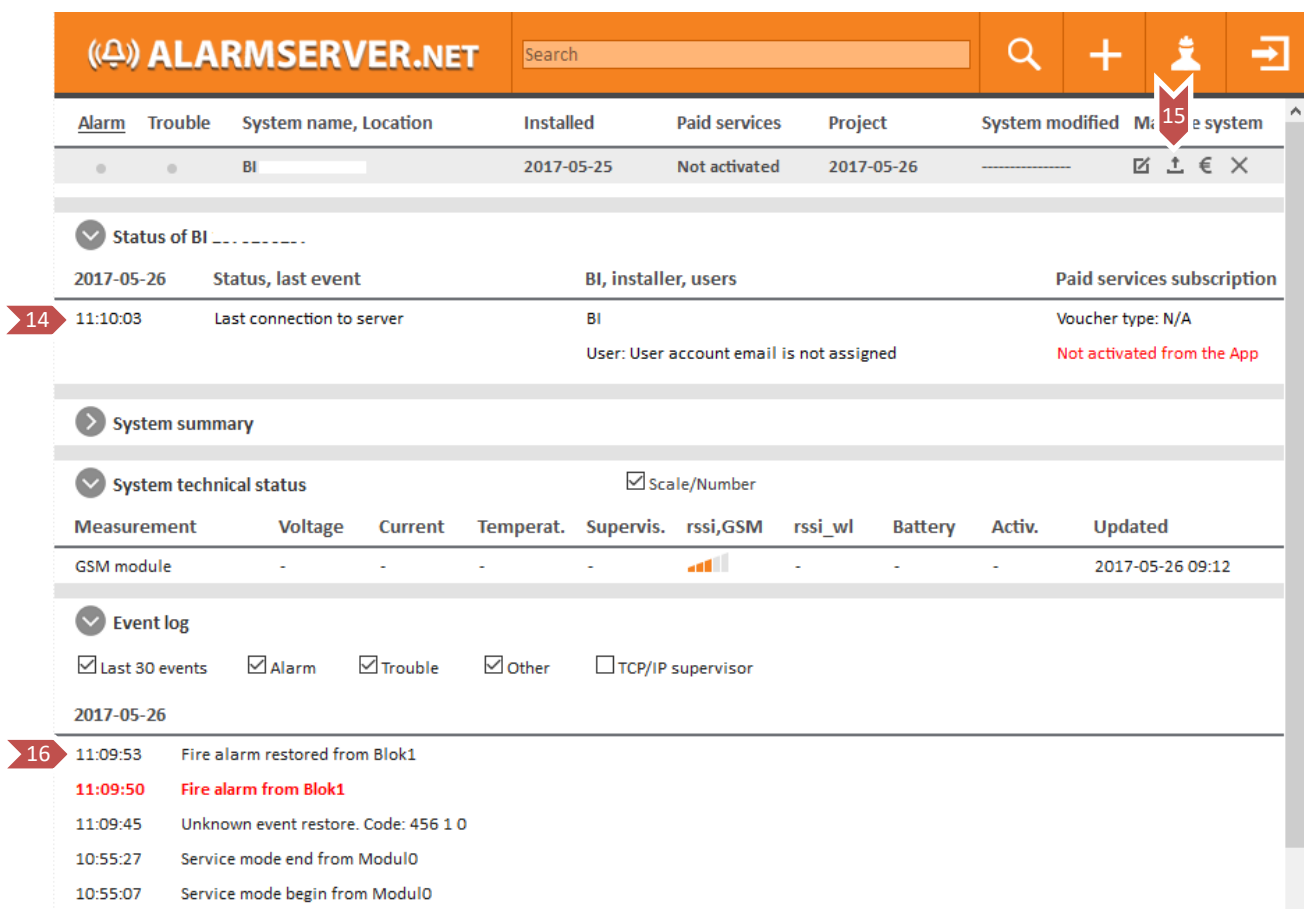 ALARMSERVER.NET Search
Alarm Trouble System name, Location Installed Paid services Project System modified Ma e system
15
BI 2017-05-25 Not activated 2017-05-26 ---------------- €
Status of BI
2017-05-26 Status, last event BI, installer, users Paid services subscription
14 11:10:03 Last connection to server BI Voucher type: N/A
User: User account email is not assigned Not activated from the App
System summary
System technical status Scale/Number
Measurement Voltage Current Temperat. Supervis. rssi,GSM rssi_wl Battery Activ. Updated
GSM module - - - - - - - 2017-05-26 09:12
Event log
Last 30 events Alarm Trouble Other TCP/IP supervisor
2017-05-26
16 11:09:53 Fire alarm restored from Blok1
11:09:50 Fire alarm from Blok1
11:09:45 Unknown event restore. Code: 456 1 0
10:55:27 Service mode end from Modul0
10:55:07 Service mode begin from Modul0